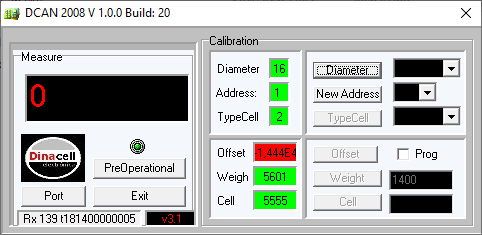 DCAN 2008 V 1.0.0 Build: 20
Measure
0
Dinacell
electrónica
PreOperational
Port
Exit
Rx 139 t181400000005
v3.1
Calibration
Diameter 16
Address: 1
TypeCell 2
Diameter
New Address
TypeCell
Offset -1.444E4
Weigh 5601
Cell 5555
Offset
Prog
Weight 1400
Cell